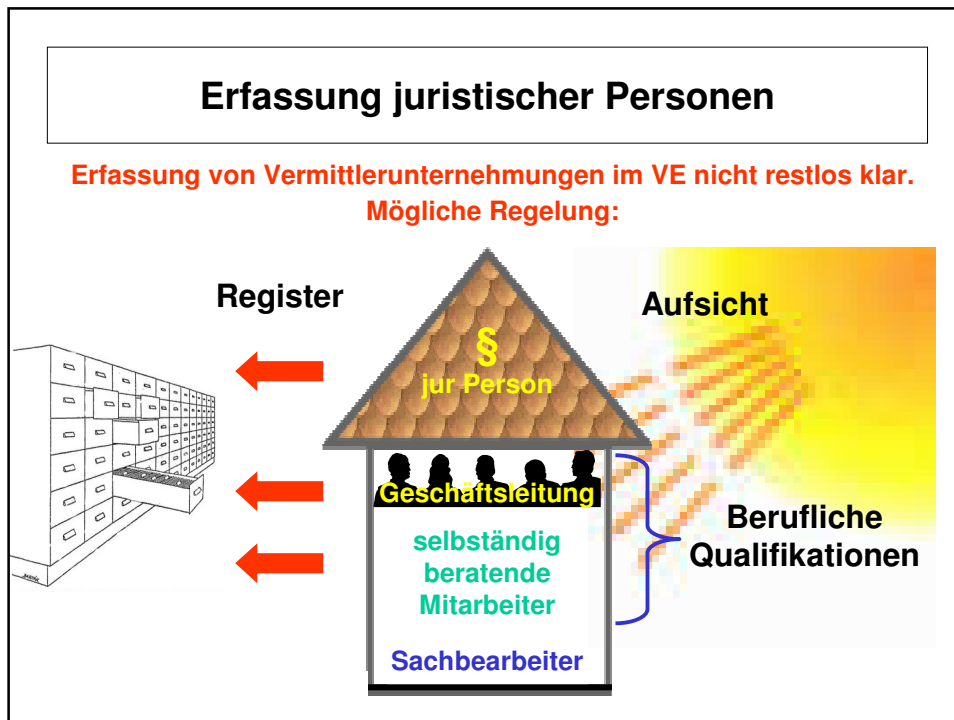 Erfassung juristischer Personen
Erfassung von Vermittlerunternehmungen im VE nicht restlos klar.
Mögliche Regelung:
Register
Aufsicht
§
jur Person
Geschäftsleitung
selbständig
beratende
Mitarbeiter
Berufliche
Qualifikationen
Sachbearbeiter